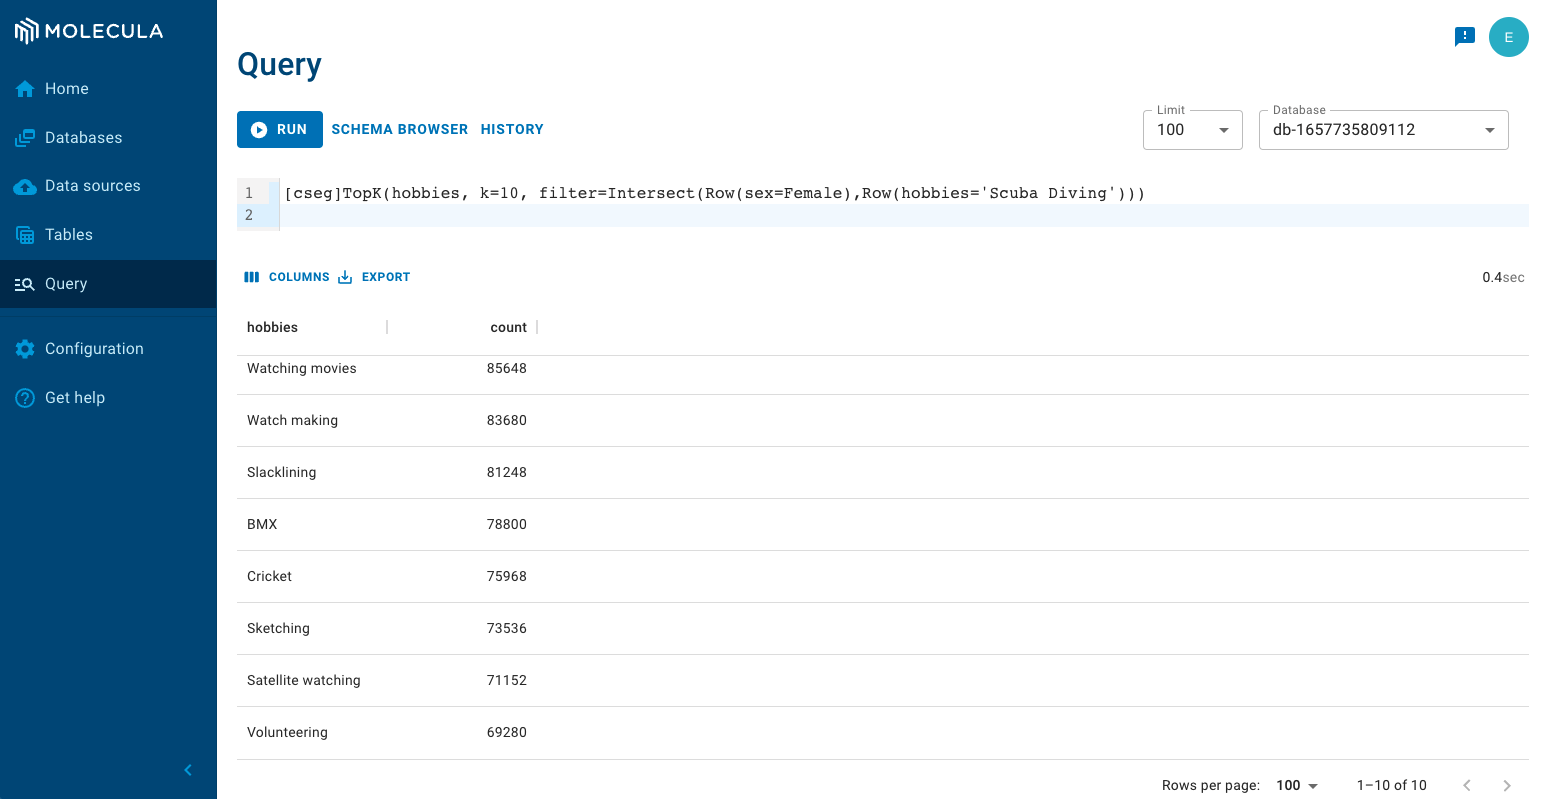 MOLECULA
Home
Databases
Data sources
Tables
Query
Configuration
Get help
E
Query
RUN SCHEMA BROWSER HISTORY
Limit
100
Database
db-1657735809112
1 [cseg]TopK(hobbies, k=10, filter=Intersect(Row(sex=Female),Row(hobbies='Scuba Diving')))
2
COLUMNS EXPORT
0.4sec
hobbies count
Watching movies 85648
Watch making 83680
Slacklining 81248
BMX 78800
Cricket 75968
Sketching 73536
Satellite watching 71152
Volunteering 69280
Rows per page: 100 1–10 of 10